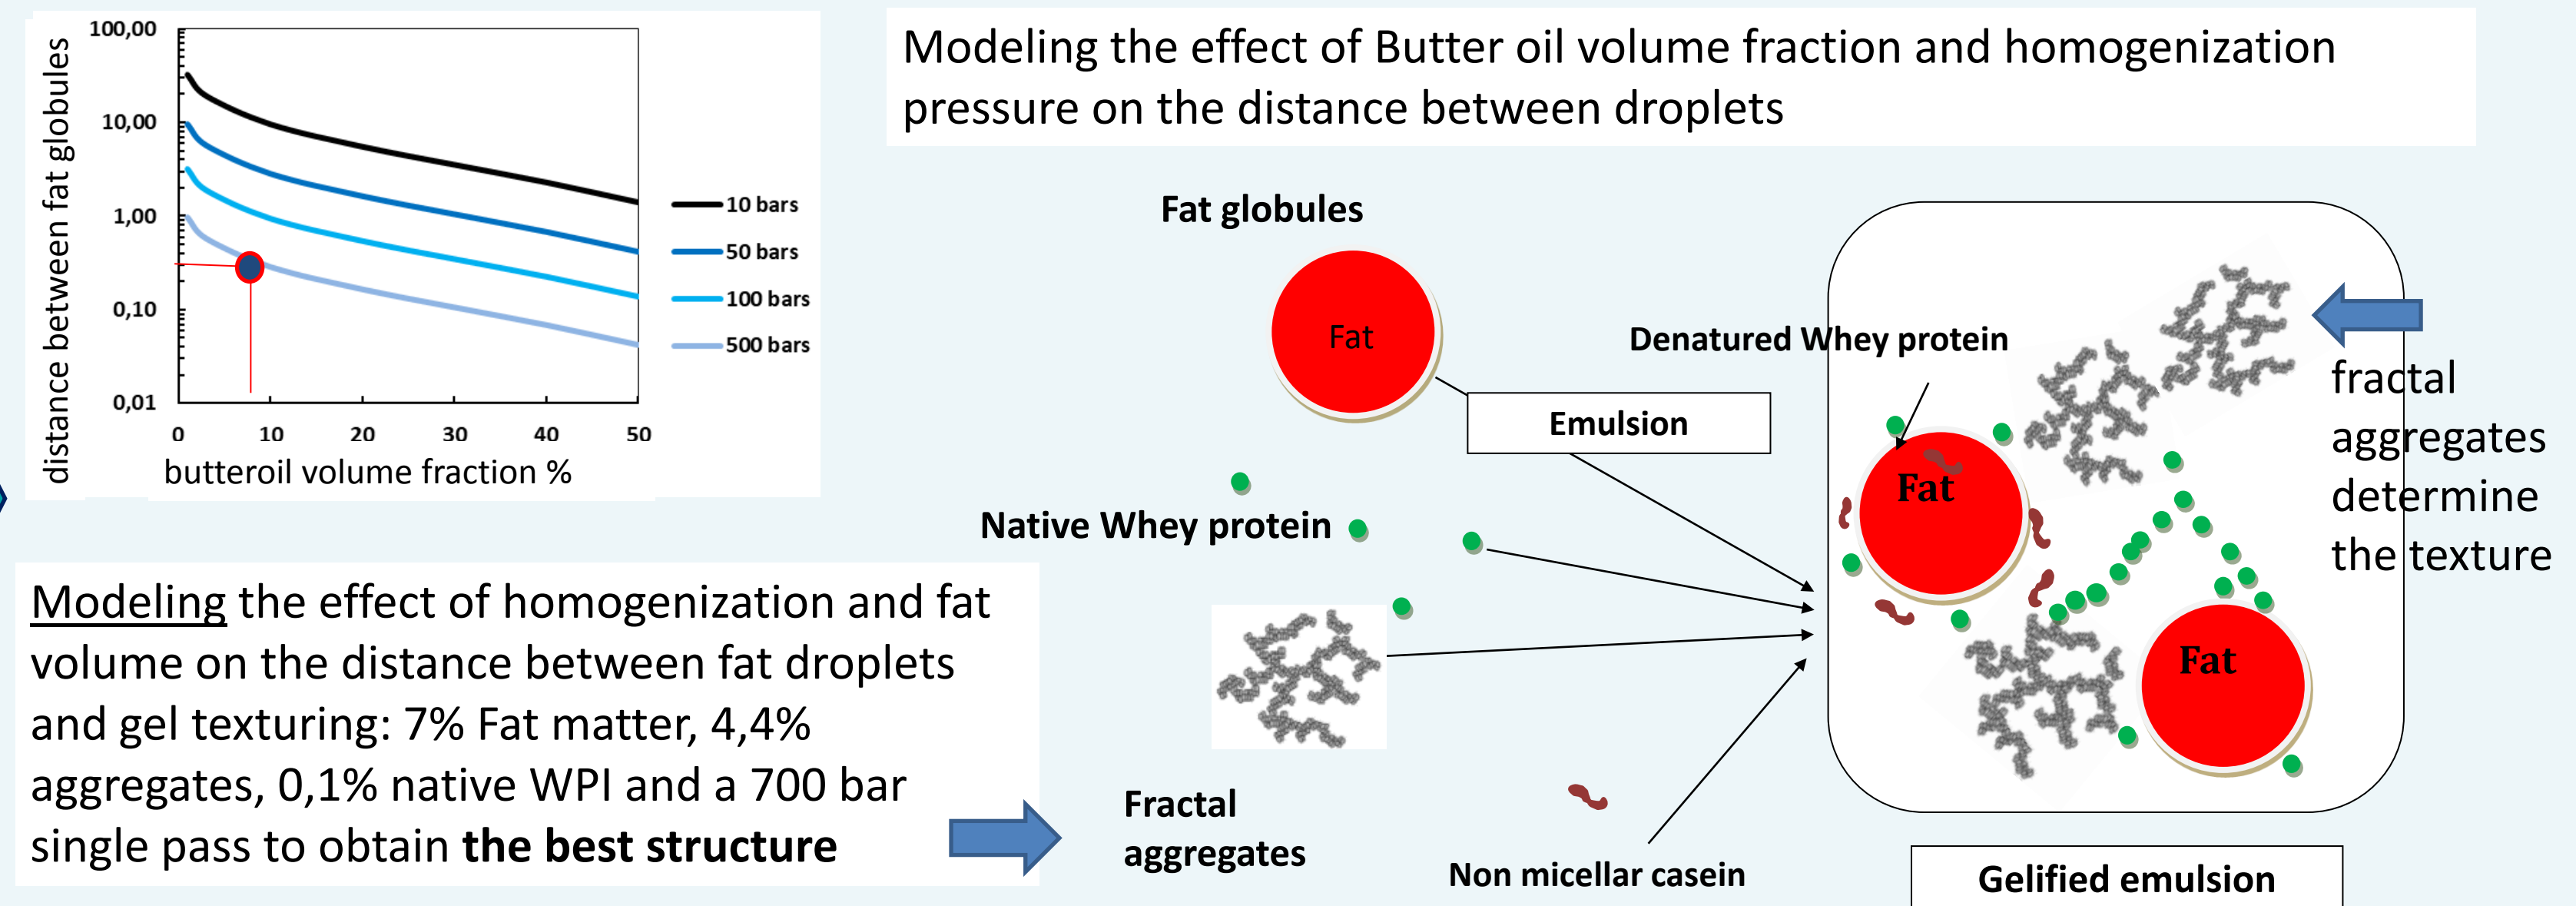 distance between fat globules
100,00
10,00
1,00
0,10
0,01
0
10
20
30
40
50
butteroil volume fraction %
10 bars
50 bars
100 bars
500 bars
Modeling the effect of Butter oil volume fraction and homogenization
pressure on the distance between droplets
Modeling the effect of homogenization and fat
volume on the distance between fat droplets
and gel texturing: 7% Fat matter, 4,4%
aggregates, 0,1% native WPI and a 700 bar
single pass to obtain the best structure
Fat globules
Fat
Emulsion
Native Whey protein
Fractal
aggregates
Non micellar casein
Denatured Whey protein
Fat
Fat
fractal
aggregates
determine
the texture
Gelified emulsion